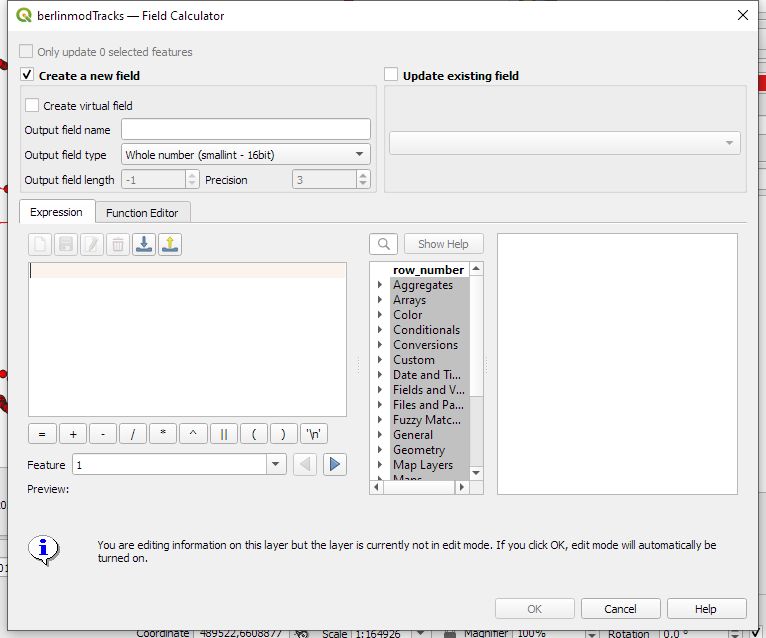 berlinmodTracks — Field Calculator
Only update 0 selected features
Create a new field
Update existing field
Create virtual field
Output field name
Output field type Whole number (smallint - 16bit)
Output field length -1 Precision 3
Expression Function Editor
Show Help
row_number
Aggregates
Arrays
Color
Conditionals
Conversions
Custom
Date and Ti...
Fields and V...
Files and Pa...
Fuzzy Matc...
General
Geometry
Map Layers
Maps
= + - / * ^ || ( ) '\n'
Feature 1
Preview:
You are editing information on this layer but the layer is currently not in edit mode. If you click OK, edit mode will automatically be
turned on.
OK Cancel Help
Coordinate 489522,6608877 Scale 1:164926 Magnifier 100% Rotation 0,0 °